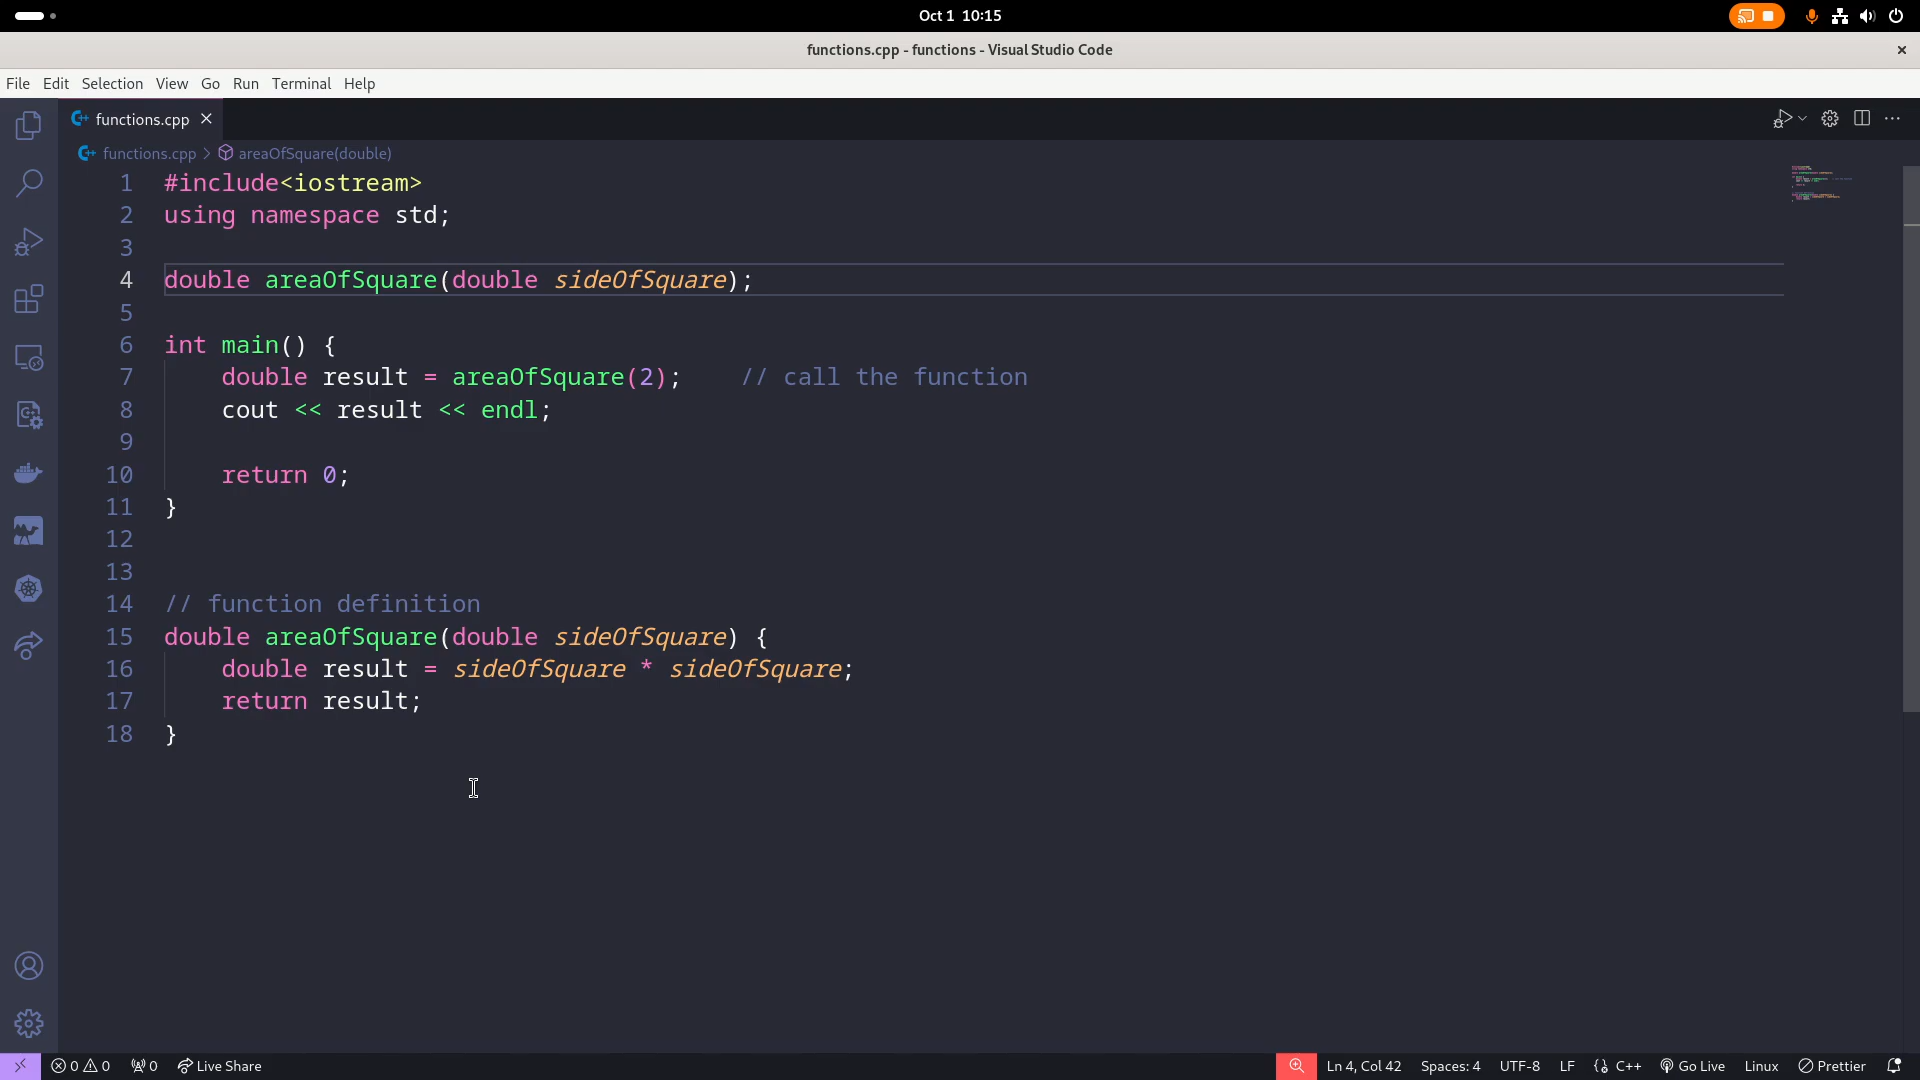 Oct 1 10:15
functions.cpp - functions - Visual Studio Code
File Edit Selection View Go Run Terminal Help
functions.cpp
functions.cpp > areaOfSquare(double)
1 #include<iostream>
2 using namespace std;
3
4 double areaOfSquare(double sideOfSquare);
5
6 int main() {
7 double result = areaOfSquare(2); // call the function
8 cout << result << endl;
9
10 return 0;
11 }
12
13
14 // function definition
15 double areaOfSquare(double sideOfSquare) {
16 double result = sideOfSquare * sideOfSquare;
17 return result;
18 }
0 0 0 Live Share Ln 4, Col 42 Spaces: 4 UTF-8 LF {} C++ Go Live Linux Prettier